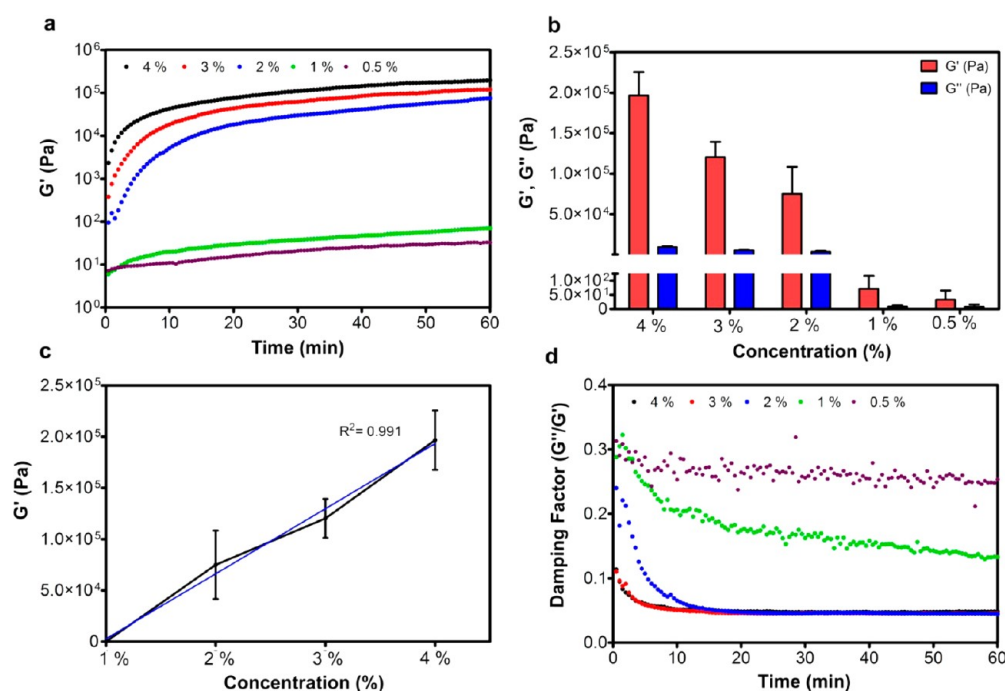 a
10⁶
10⁵
10⁴
10³
10²
10¹
10⁰
G' (Pa)
4 % 3 % 2 % 1 % 0.5 %
0 10 20 30 40 50 60
Time (min)
b
2.5×10⁵
2.0×10⁵
1.5×10⁵
1.0×10⁵
5.0×10⁴
1.0×10²
5.0×10¹
0
G', G'' (Pa)
G' (Pa)
G'' (Pa)
4 % 3 % 2 % 1 % 0.5 %
Concentration (%)
c
2.5×10⁵
2.0×10⁵
1.5×10⁵
1.0×10⁵
5.0×10⁴
0
G' (Pa)
R²= 0.991
1 % 2 % 3 % 4 %
Concentration (%)
d
0.4
0.3
0.2
0.1
0.0
Damping Factor (G''/G')
4 % 3 % 2 % 1 % 0.5 %
0 10 20 30 40 50 60
Time (min)